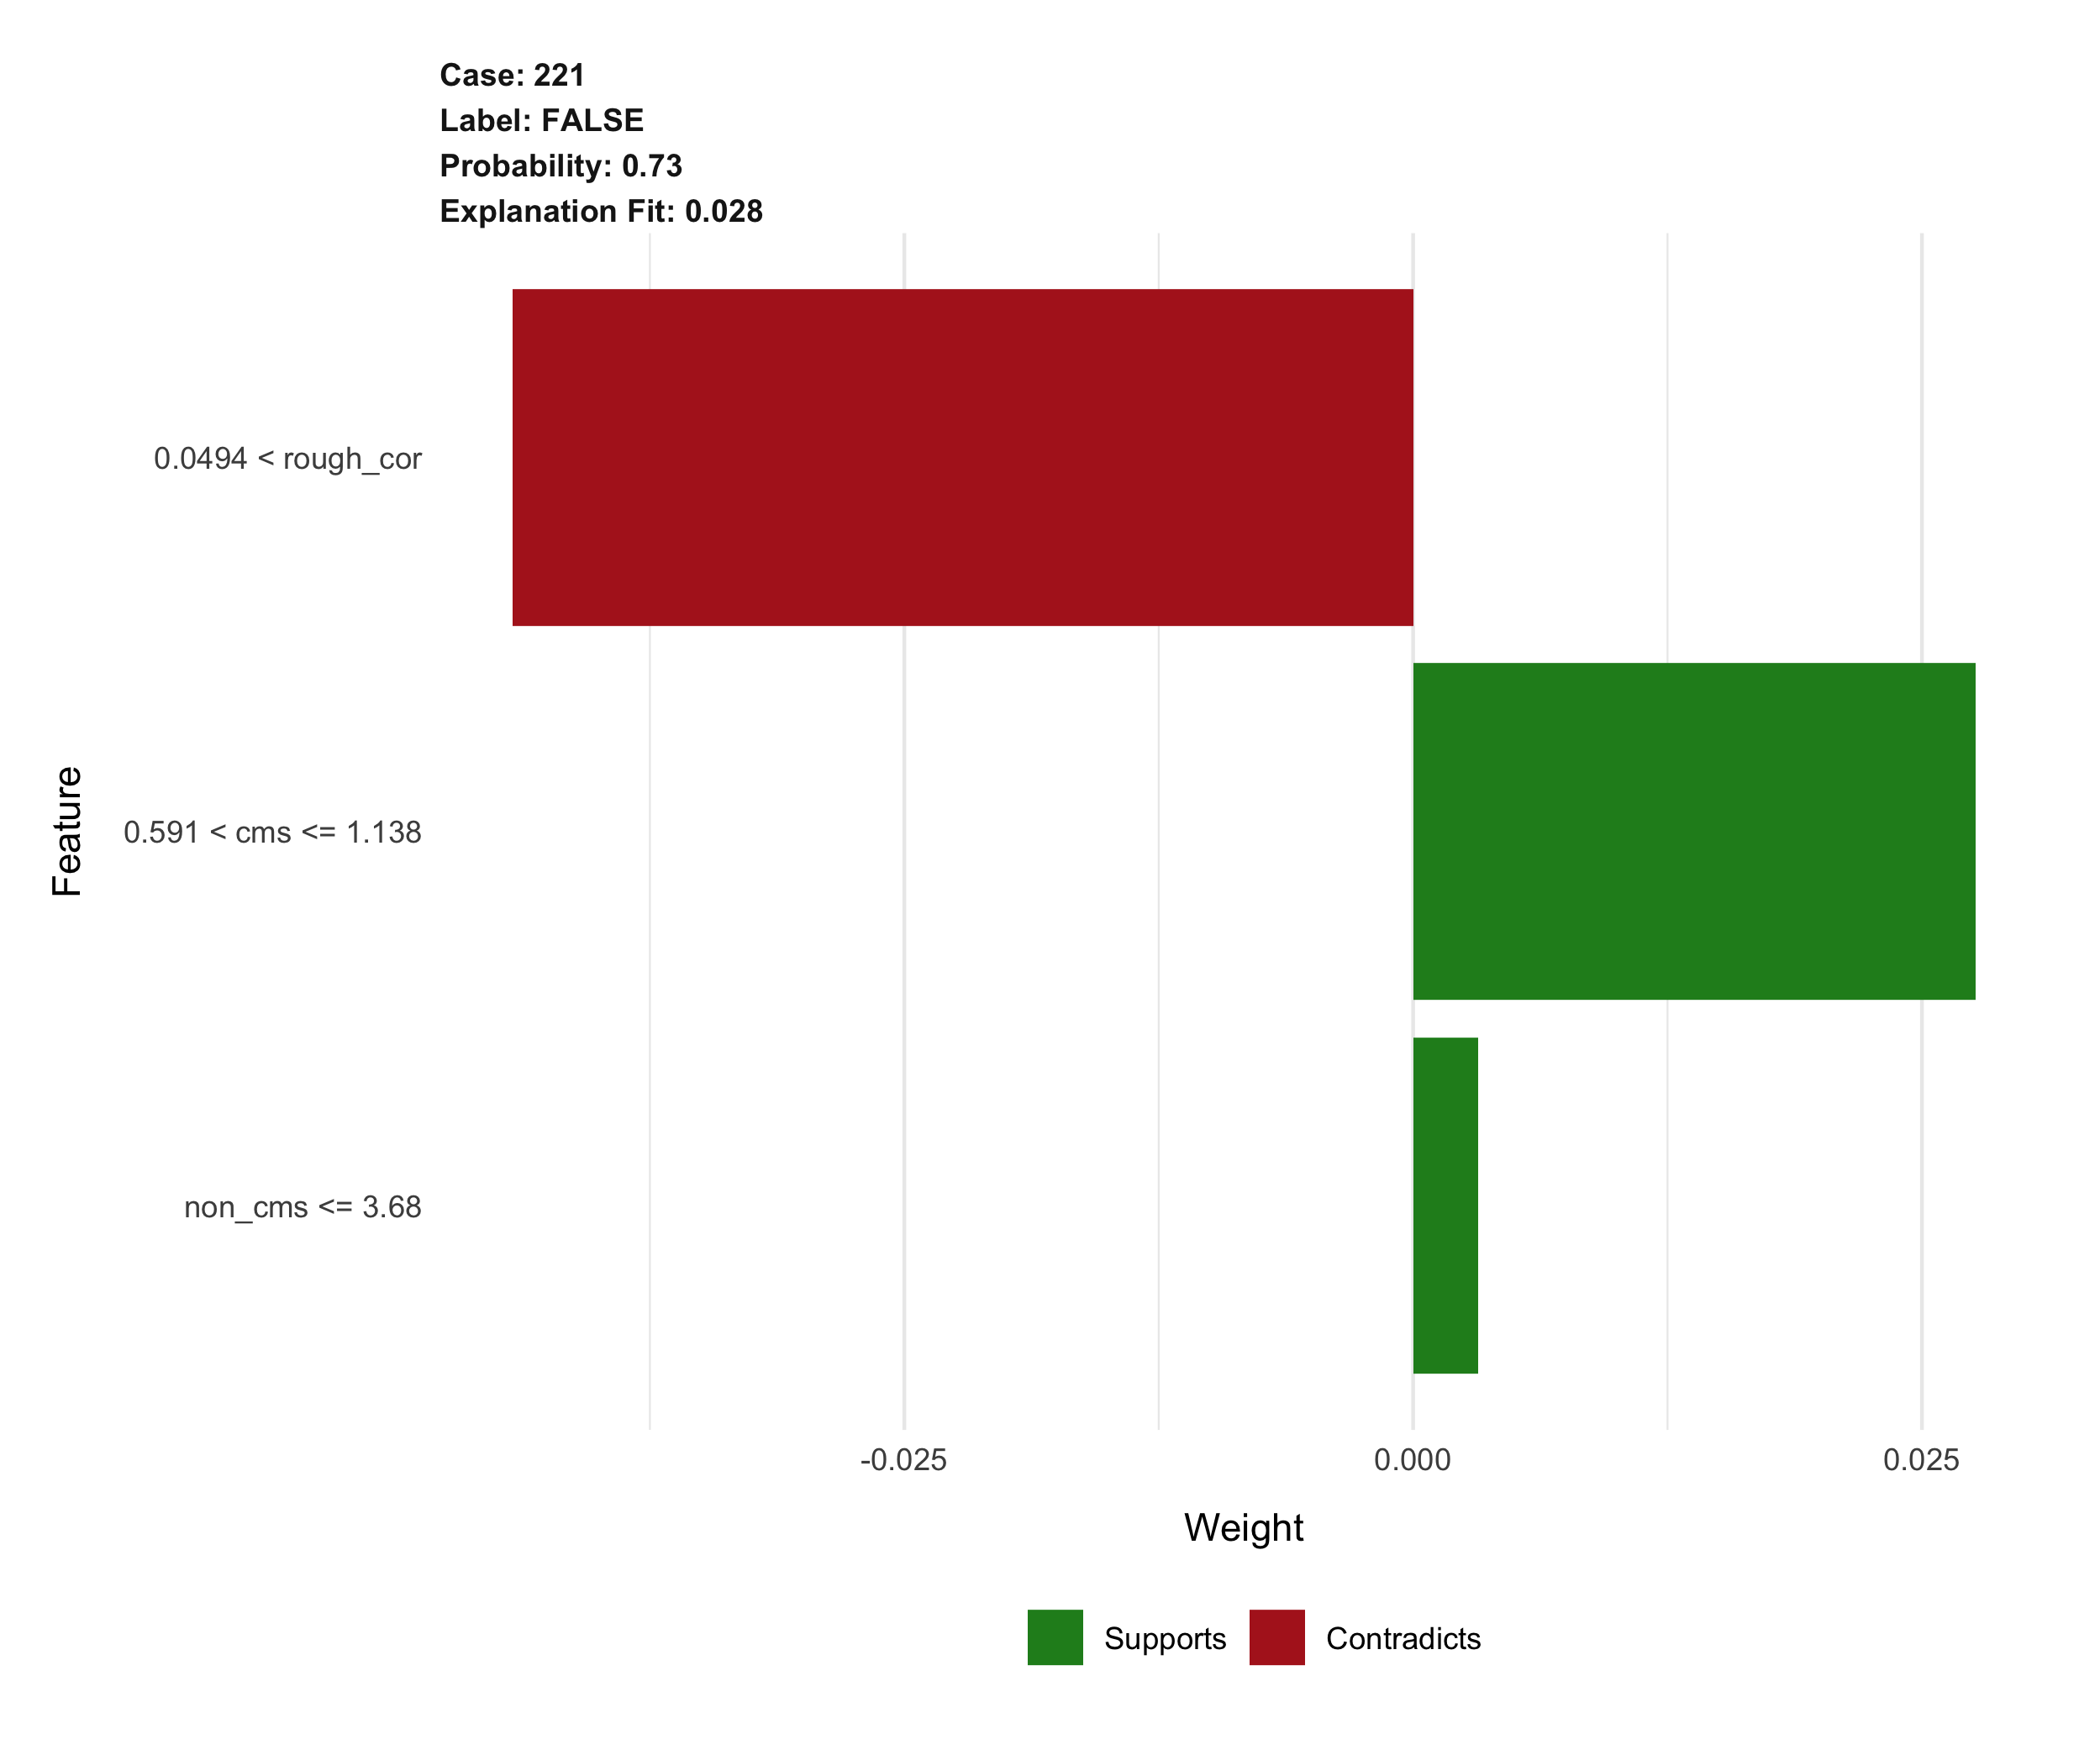 Case: 221
Label: FALSE
Probability: 0.73
Explanation Fit: 0.028
Feature
0.0494 < rough_cor
0.591 < cms <= 1.138
non_cms <= 3.68
-0.025 0.000 0.025
Weight
Supports Contradicts